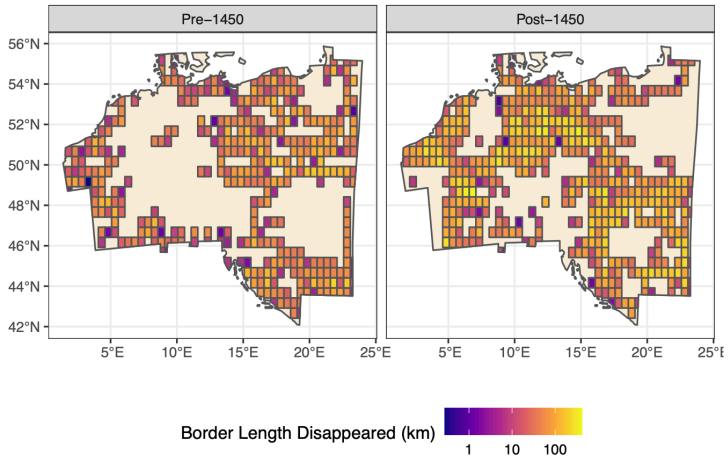 Pre−1450 Post−1450
56°N
54°N
52°N
50°N
48°N
46°N
44°N
42°N
5°E 10°E 15°E 20°E 25°E 5°E 10°E 15°E 20°E 25°E
Border Length Disappeared (km)
1 10 100